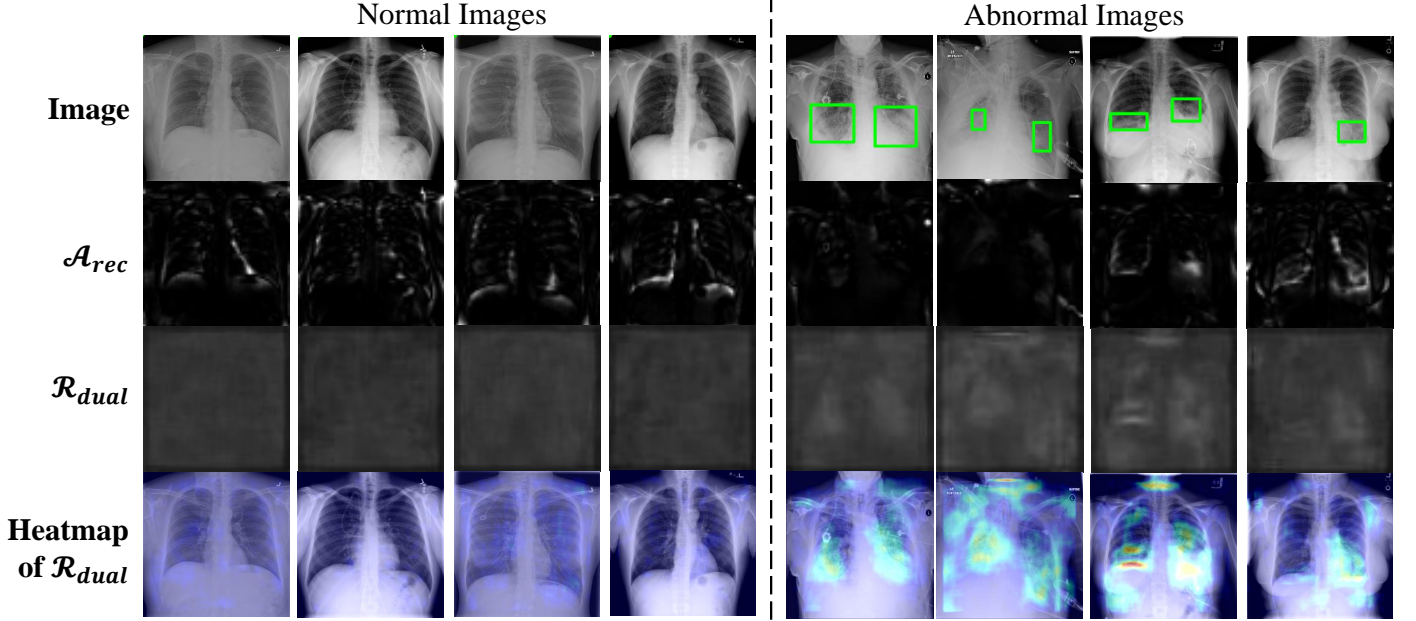 Normal Images
Abnormal Images
Image
𝒜rec
ℛdual
Heatmap
of ℛdual